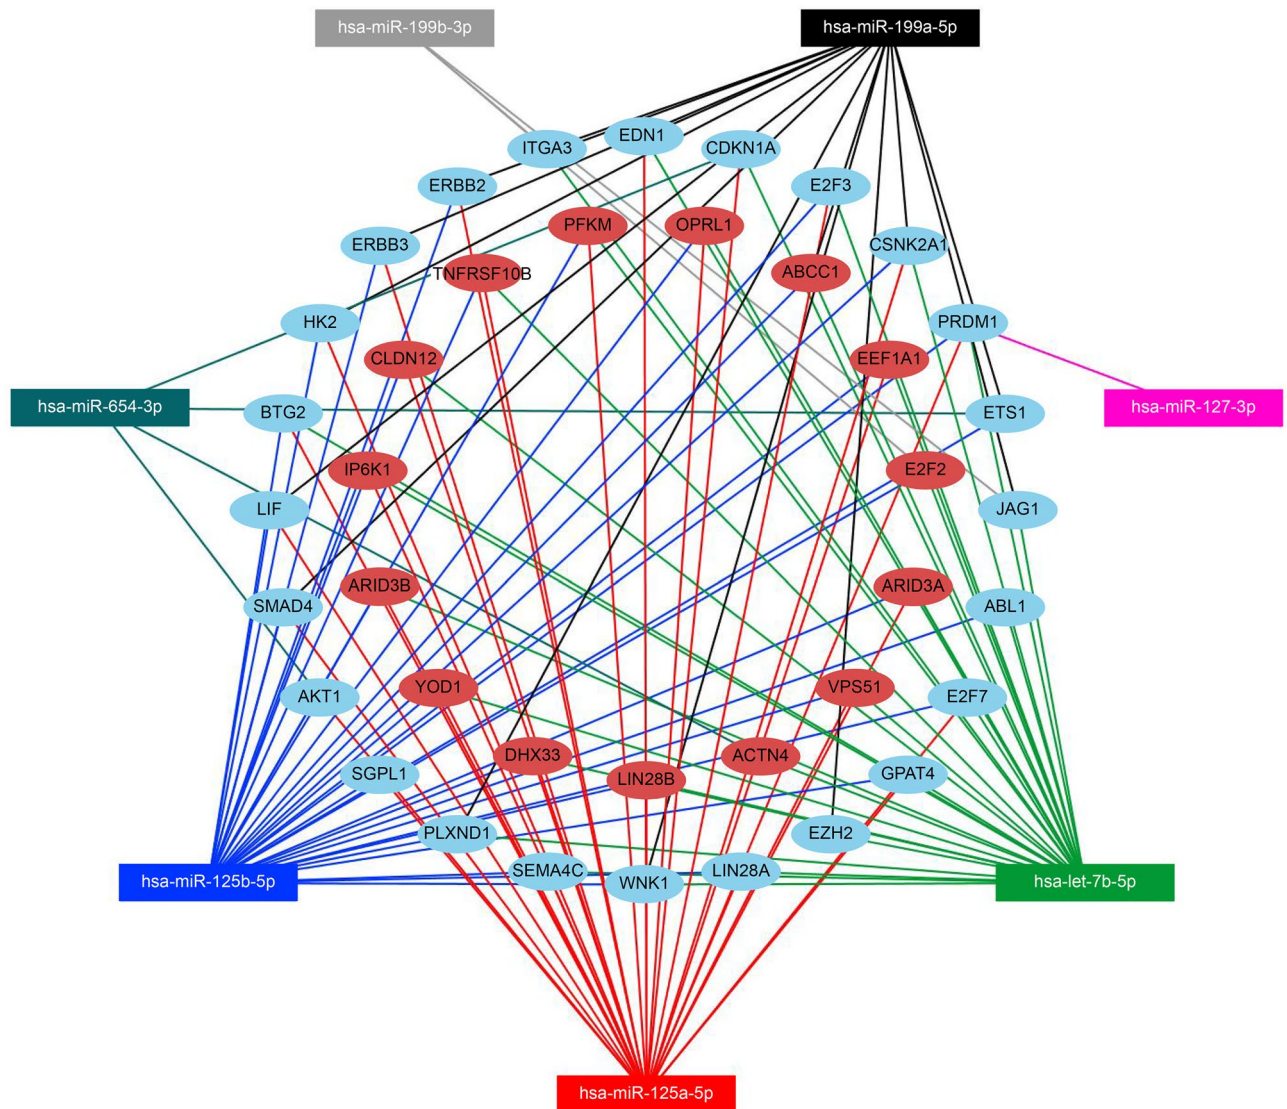 hsa-miR-199b-3p
hsa-miR-199a-5p
EDN1
ITGA3
CDKN1A
ERBB2
E2F3
PFKM
OPRL1
ERBB3
CSNK2A1
TNFRSF10B
ABCC1
HK2
PRDM1
CLDN12
EEF1A1
hsa-miR-654-3p
hsa-miR-127-3p
BTG2
ETS1
IP6K1
E2F2
LIF
JAG1
ARID3B
ARID3A
SMAD4
ABL1
YOD1
VPS51
AKT1
E2F7
DHX33
ACTN4
SGPL1
LIN28B
GPAT4
PLXND1
EZH2
SEMA4C
LIN28A
WNK1
hsa-miR-125b-5p
hsa-let-7b-5p
hsa-miR-125a-5p